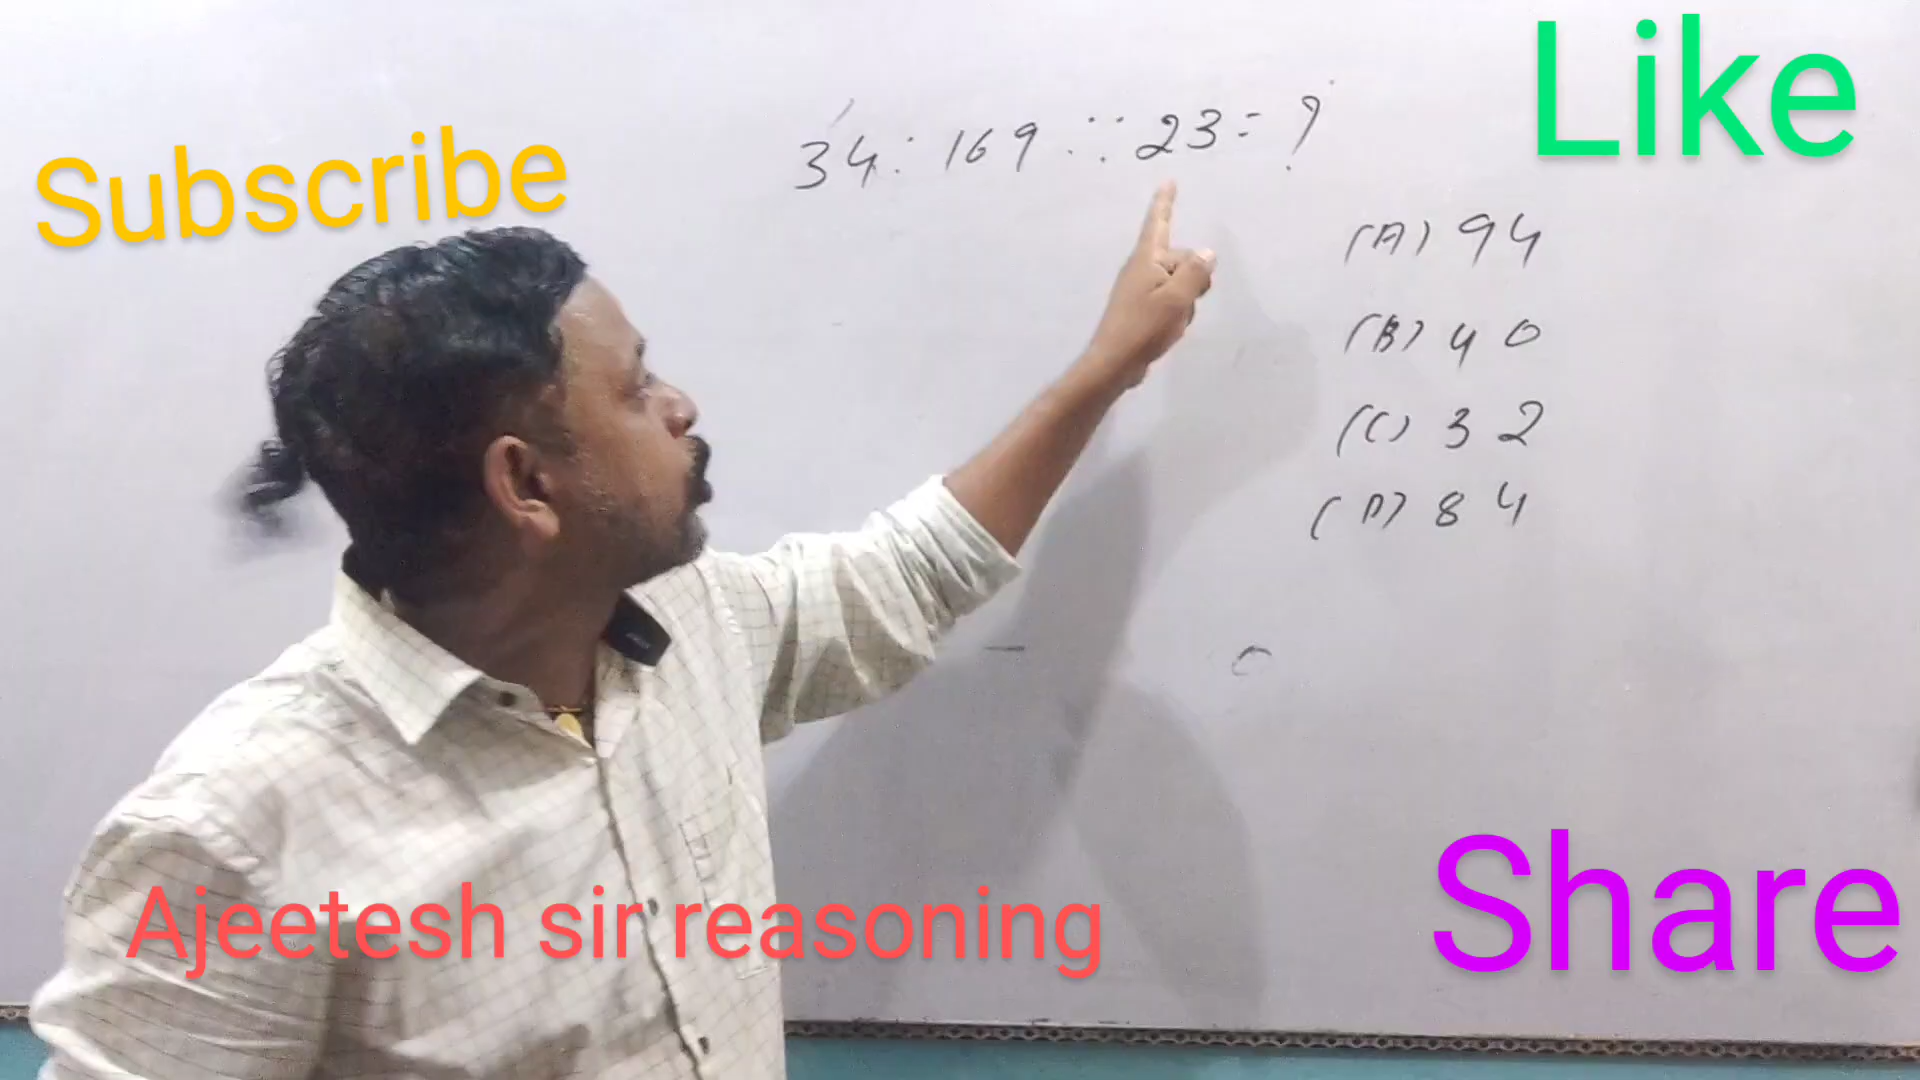 Like
Subscribe
34 : 169 :: 23 = ?
(A) 94
(B) 40
(C) 32
(D) 84
Share
Ajeetesh sir reasoning